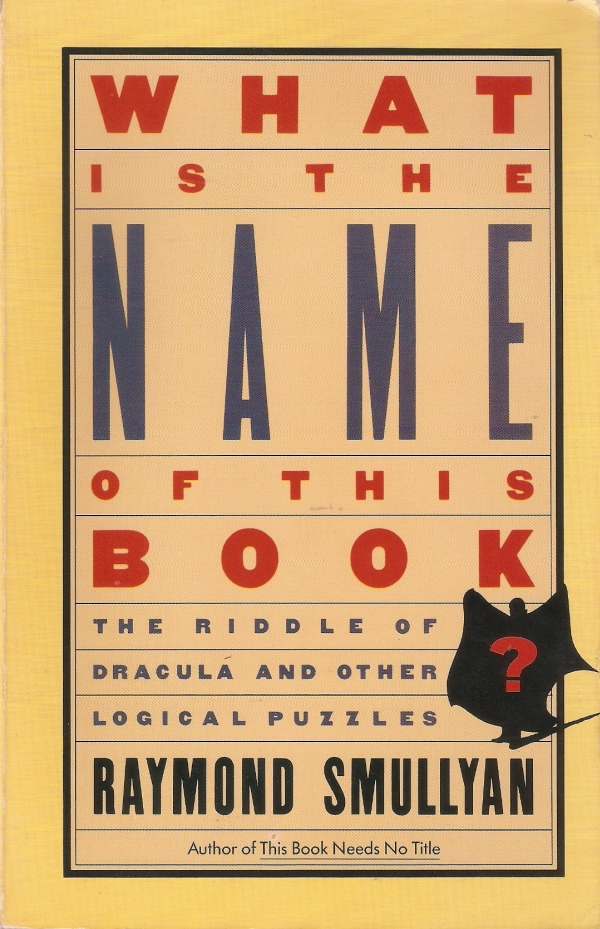 WHAT
IS THE
NAME
OF THIS
BOOK
THE RIDDLE OF
DRACULA AND OTHER
LOGICAL PUZZLES
?
RAYMOND SMULLYAN
Author of This Book Needs No Title